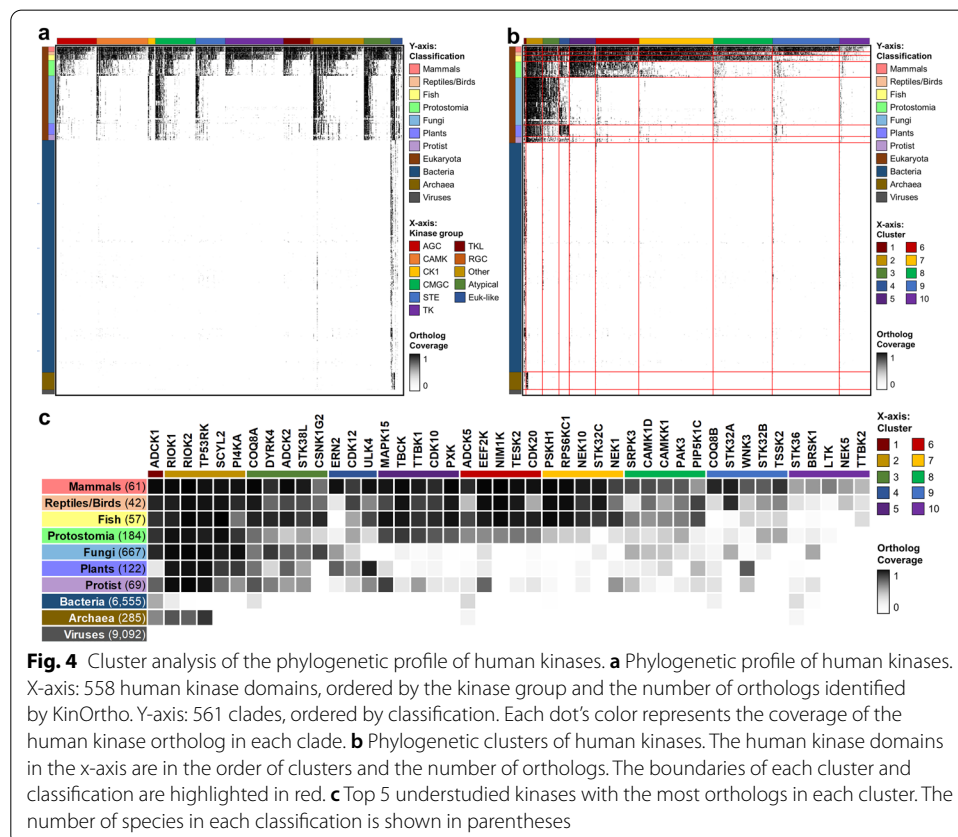 a
b
Y-axis:
Classification
Mammals
Reptiles/Birds
Fish
Protostomia
Fungi
Plants
Protist
Eukaryota
Bacteria
Archaea
Viruses
X-axis:
Kinase group
AGC
TKL
CAMK
RGC
CK1
Other
CMGC
Atypical
STE
Euk-like
TK
Ortholog
Coverage
1
0
Y-axis:
Classification
Mammals
Reptiles/Birds
Fish
Protostomia
Fungi
Plants
Protist
Eukaryota
Bacteria
Archaea
Viruses
X-axis:
Cluster
1
6
2
7
3
8
4
9
5
10
Ortholog
Coverage
1
0
c
ADCK1
RIOK1
RIOK2
TP53RK
SCYL2
PI4KA
COQ8A
DYRK4
ADCK2
STK38L
CSNK1G2
ERN2
CDK12
ULK4
MAPK15
TBCK
TTBK1
CDK10
PXK
ADCK5
EEF2K
NIM1K
TESK2
CDK20
PSKH1
RPS6KC1
NEK10
STK32C
NEK1
SRPK3
CAMK1D
CAMKK1
PAK3
PIP5K1C
COQ8B
STK32A
WNK3
STK32B
TSSK2
STK36
BRSK1
LTK
NEK5
TTBK2
Mammals (61)
Reptiles/Birds (42)
Fish (57)
Protostomia (184)
Fungi (667)
Plants (122)
Protist (69)
Bacteria (6,555)
Archaea (285)
Viruses (9,092)
X-axis:
Cluster
1
6
2
7
3
8
4
9
5
10
Ortholog
Coverage
1
0
Fig. 4 Cluster analysis of the phylogenetic profile of human kinases. a Phylogenetic profile of human kinases.
X-axis: 558 human kinase domains, ordered by the kinase group and the number of orthologs identified
by KinOrtho. Y-axis: 561 clades, ordered by classification. Each dot's color represents the coverage of the
human kinase ortholog in each clade. b Phylogenetic clusters of human kinases. The human kinase domains
in the x-axis are in the order of clusters and the number of orthologs. The boundaries of each cluster and
classification are highlighted in red. c Top 5 understudied kinases with the most orthologs in each cluster. The
number of species in each classification is shown in parentheses